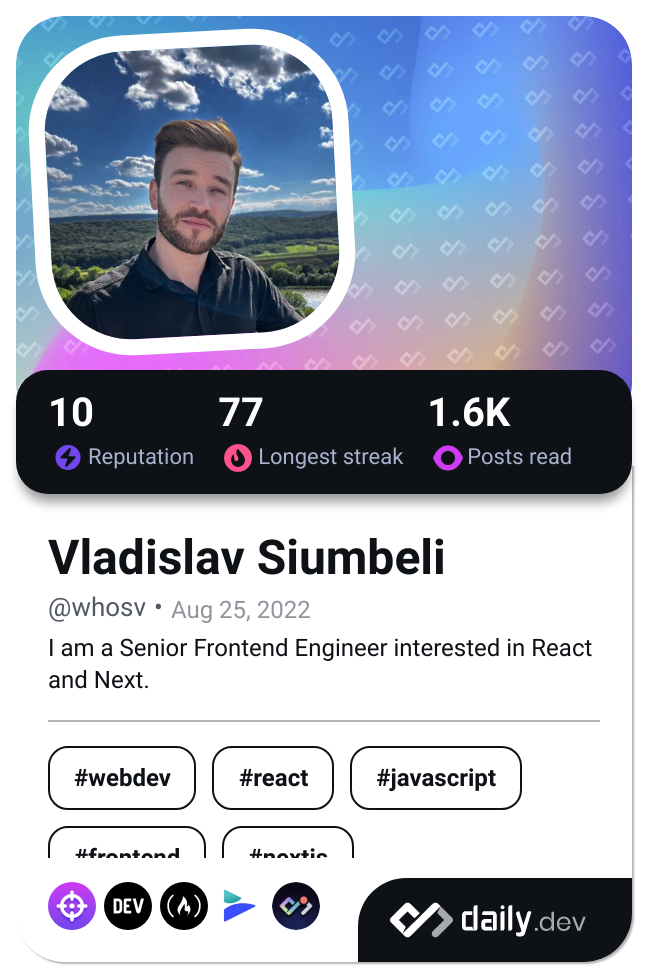 10 77 1.6K
Reputation Longest streak Posts read
Vladislav Siumbeli
@whosv • Aug 25, 2022
I am a Senior Frontend Engineer interested in React
and Next.
#webdev #react #javascript
#frontend #nextjs
DEV
daily.dev